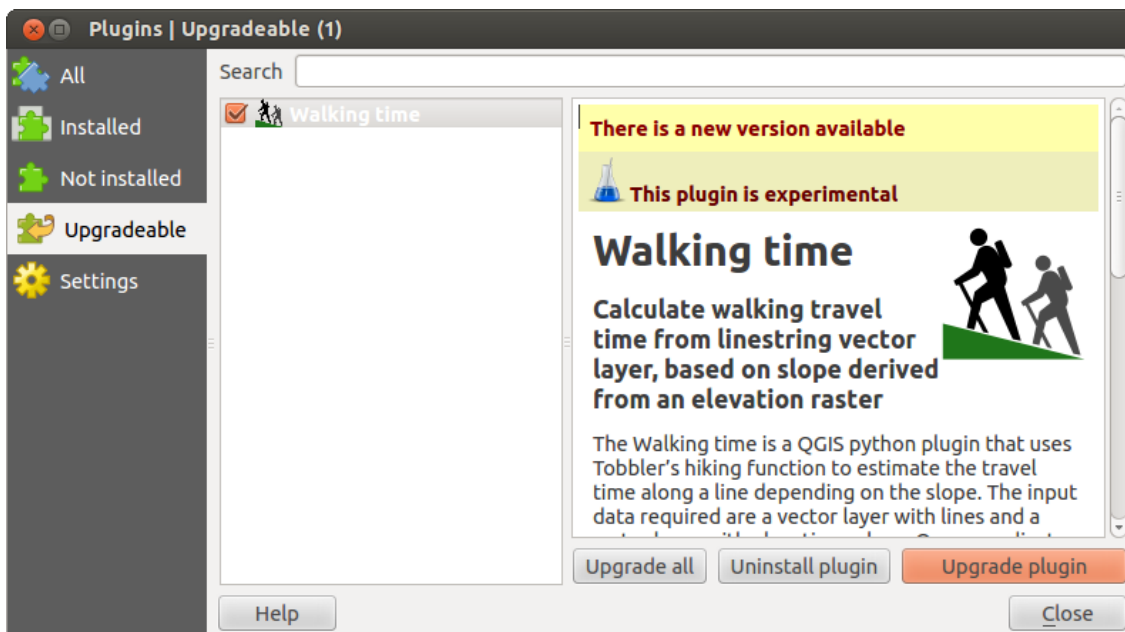 Plugins | Upgradeable (1)
All
Installed
Not installed
Upgradeable
Settings
Search
Walking time
There is a new version available
This plugin is experimental
Walking time
Calculate walking travel
time from linestring vector
layer, based on slope derived
from an elevation raster
The Walking time is a QGIS python plugin that uses
Tobbler's hiking function to estimate the travel
time along a line depending on the slope. The input
data required are a vector layer with lines and a
Upgrade all
Uninstall plugin
Upgrade plugin
Help
Close